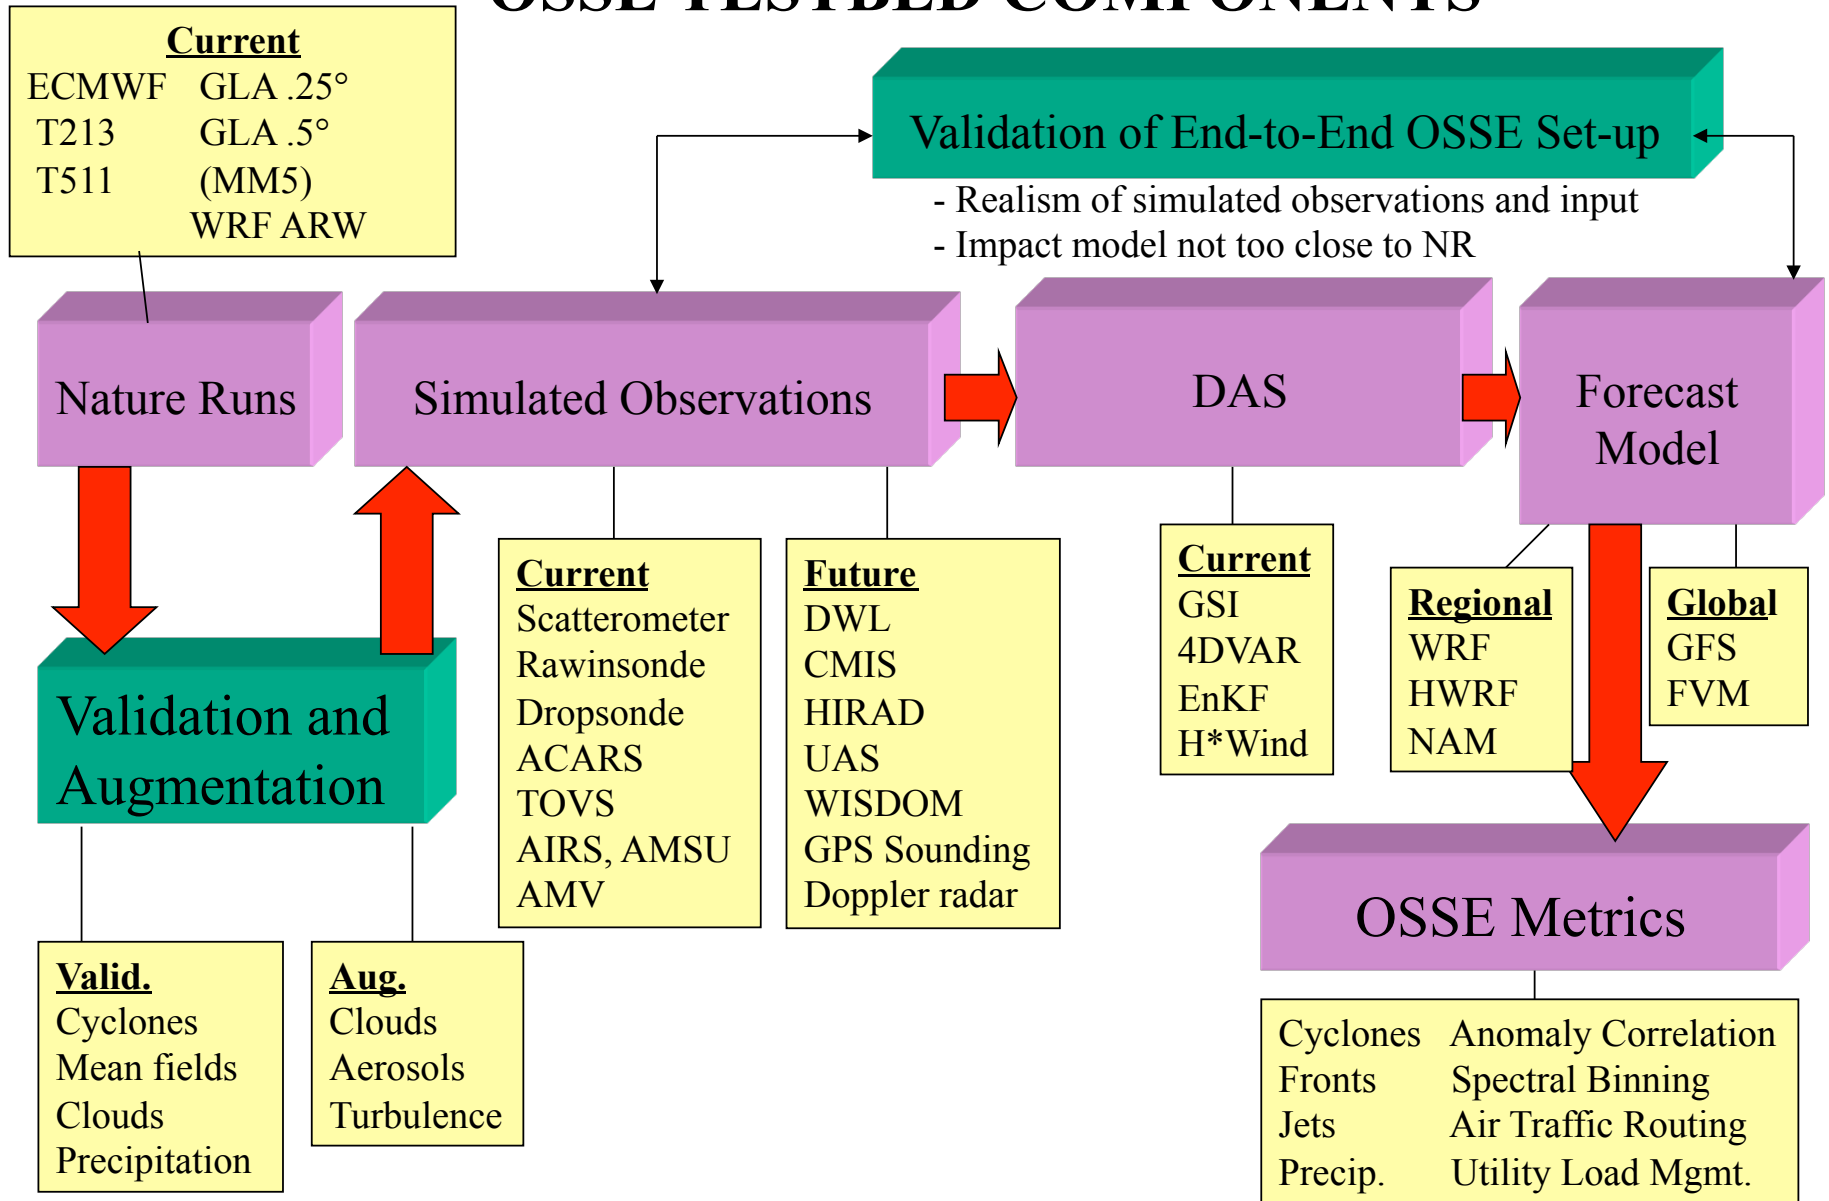 OSSE TESTBED COMPONENTS
Current
ECMWF GLA .25°
T213 GLA .5°
T511 (MM5)
WRF ARW
Validation of End-to-End OSSE Set-up
- Realism of simulated observations and input
- Impact model not too close to NR
Nature Runs
Simulated Observations
DAS
Forecast
Model
Validation and
Augmentation
Current
Scatterometer
Rawinsonde
Dropsonde
ACARS
TOVS
AIRS, AMSU
AMV
Future
DWL
CMIS
HIRAD
UAS
WISDOM
GPS Sounding
Doppler radar
Current
GSI
4DVAR
EnKF
H*Wind
Regional
WRF
HWRF
NAM
Global
GFS
FVM
Valid.
Cyclones
Mean fields
Clouds
Precipitation
Aug.
Clouds
Aerosols
Turbulence
OSSE Metrics
Cyclones Anomaly Correlation
Fronts Spectral Binning
Jets Air Traffic Routing
Precip. Utility Load Mgmt.